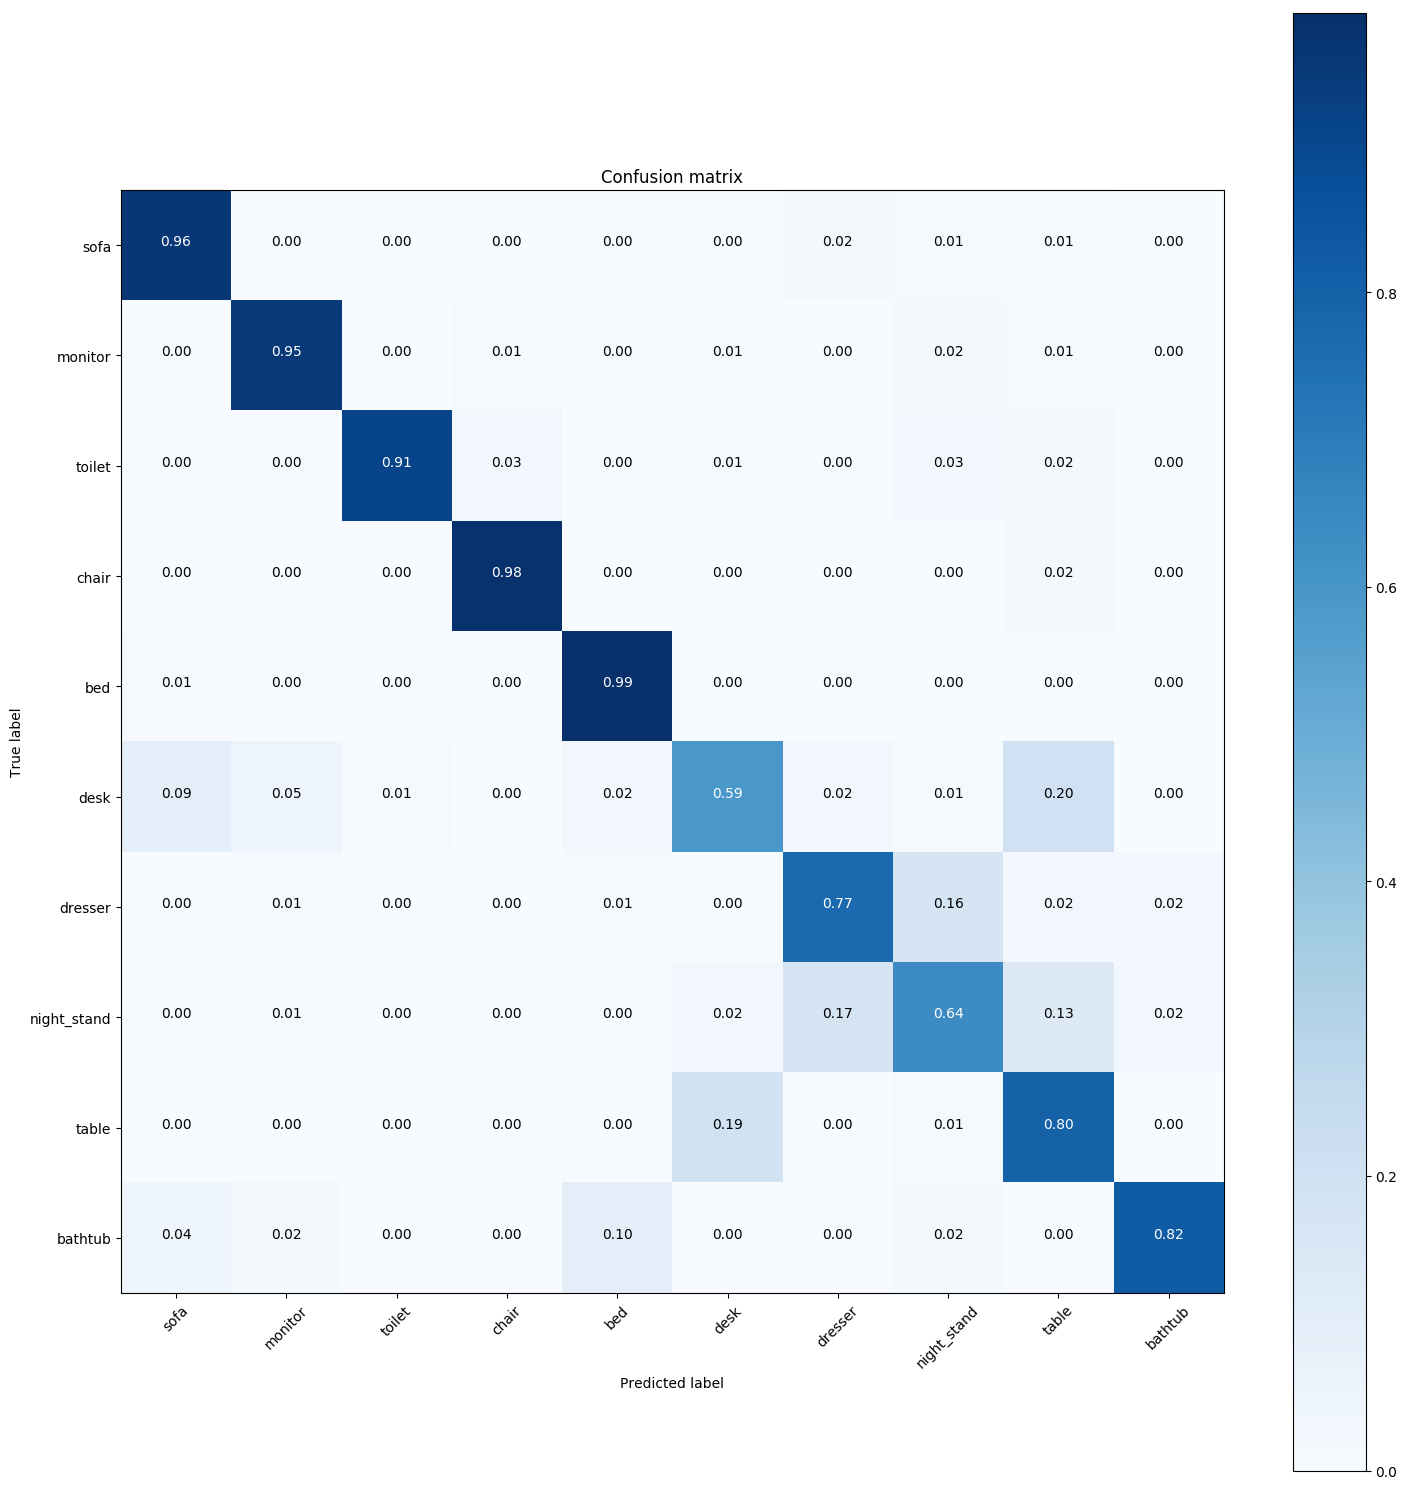 Confusion matrix
sofa 0.96 0.00 0.00 0.00 0.00 0.00 0.02 0.01 0.01 0.00
monitor 0.00 0.95 0.00 0.01 0.00 0.01 0.00 0.02 0.01 0.00
toilet 0.00 0.00 0.91 0.03 0.00 0.01 0.00 0.03 0.02 0.00
chair 0.00 0.00 0.00 0.98 0.00 0.00 0.00 0.00 0.02 0.00
bed 0.01 0.00 0.00 0.00 0.99 0.00 0.00 0.00 0.00 0.00
desk 0.09 0.05 0.01 0.00 0.02 0.59 0.02 0.01 0.20 0.00
dresser 0.00 0.01 0.00 0.00 0.01 0.00 0.77 0.16 0.02 0.02
night_stand 0.00 0.01 0.00 0.00 0.00 0.02 0.17 0.64 0.13 0.02
table 0.00 0.00 0.00 0.00 0.00 0.19 0.00 0.01 0.80 0.00
bathtub 0.04 0.02 0.00 0.00 0.10 0.00 0.00 0.02 0.00 0.82
sofa monitor toilet chair bed desk dresser night_stand table bathtub
Predicted label
True label
0.8
0.6
0.4
0.2
0.0